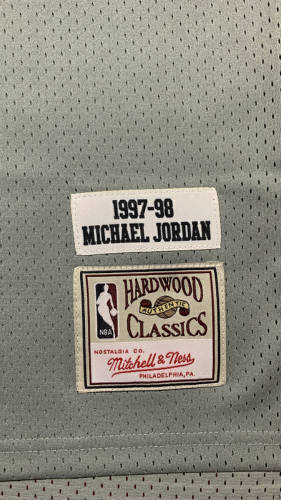 1997-98
MICHAEL JORDAN
HARDWOOD
AUTHENTIC
CLASSICS
NBA
NOSTALGIA CO.
Mitchell & Ness
PHILADELPHIA, PA.